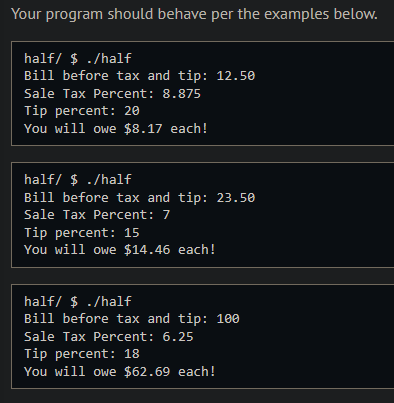 Your program should behave per the examples below.
half/ $ ./half
Bill before tax and tip: 12.50
Sale Tax Percent: 8.875
Tip percent: 20
You will owe $8.17 each!
half/ $ ./half
Bill before tax and tip: 23.50
Sale Tax Percent: 7
Tip percent: 15
You will owe $14.46 each!
half/ $ ./half
Bill before tax and tip: 100
Sale Tax Percent: 6.25
Tip percent: 18
You will owe $62.69 each!